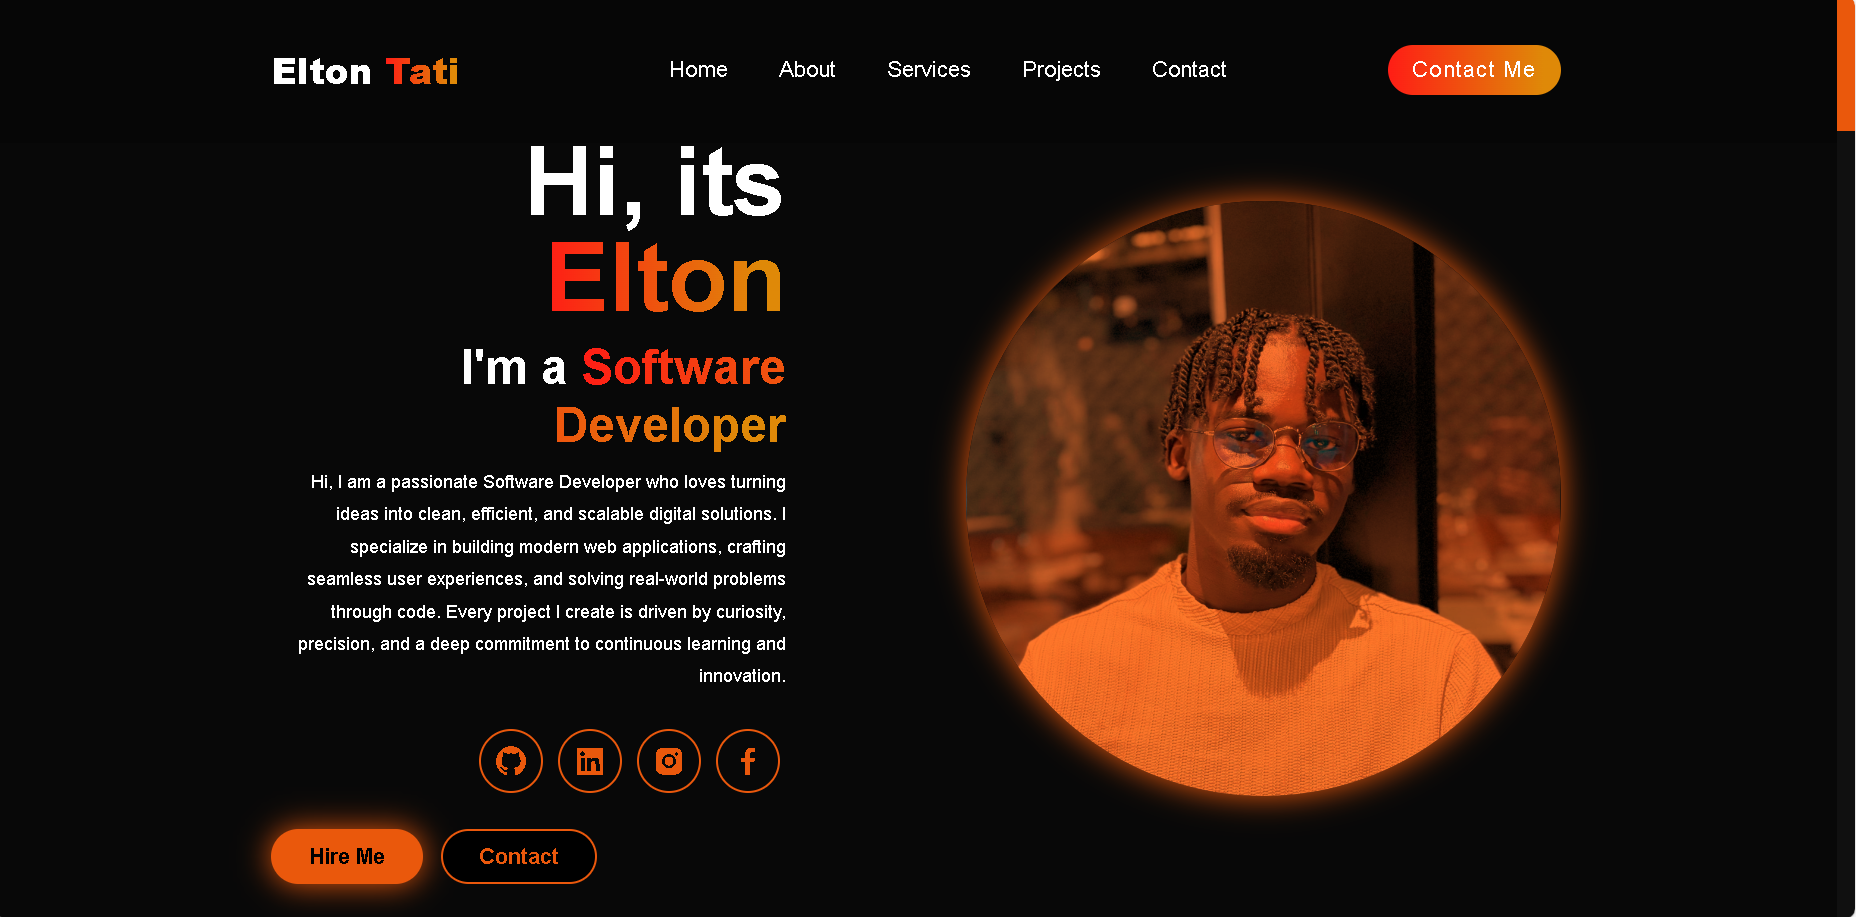 Elton Tati
Home About Services Projects Contact
Contact Me
Hi, its
Elton
I'm a Software
Developer
Hi, I am a passionate Software Developer who loves turning
ideas into clean, efficient, and scalable digital solutions. I
specialize in building modern web applications, crafting
seamless user experiences, and solving real-world problems
through code. Every project I create is driven by curiosity,
precision, and a deep commitment to continuous learning and
innovation.
Hire Me
Contact